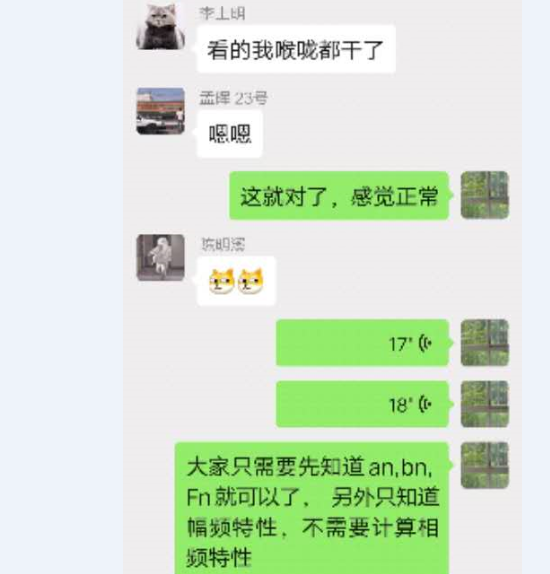 李上明
看的我喉咙都干了
孟晖 23号
嗯嗯
这就对了，感觉正常
17"
18"
大家只需要先知道an,bn,
Fn就可以了， 另外只知道
幅频特性，不需要计算相
频特性